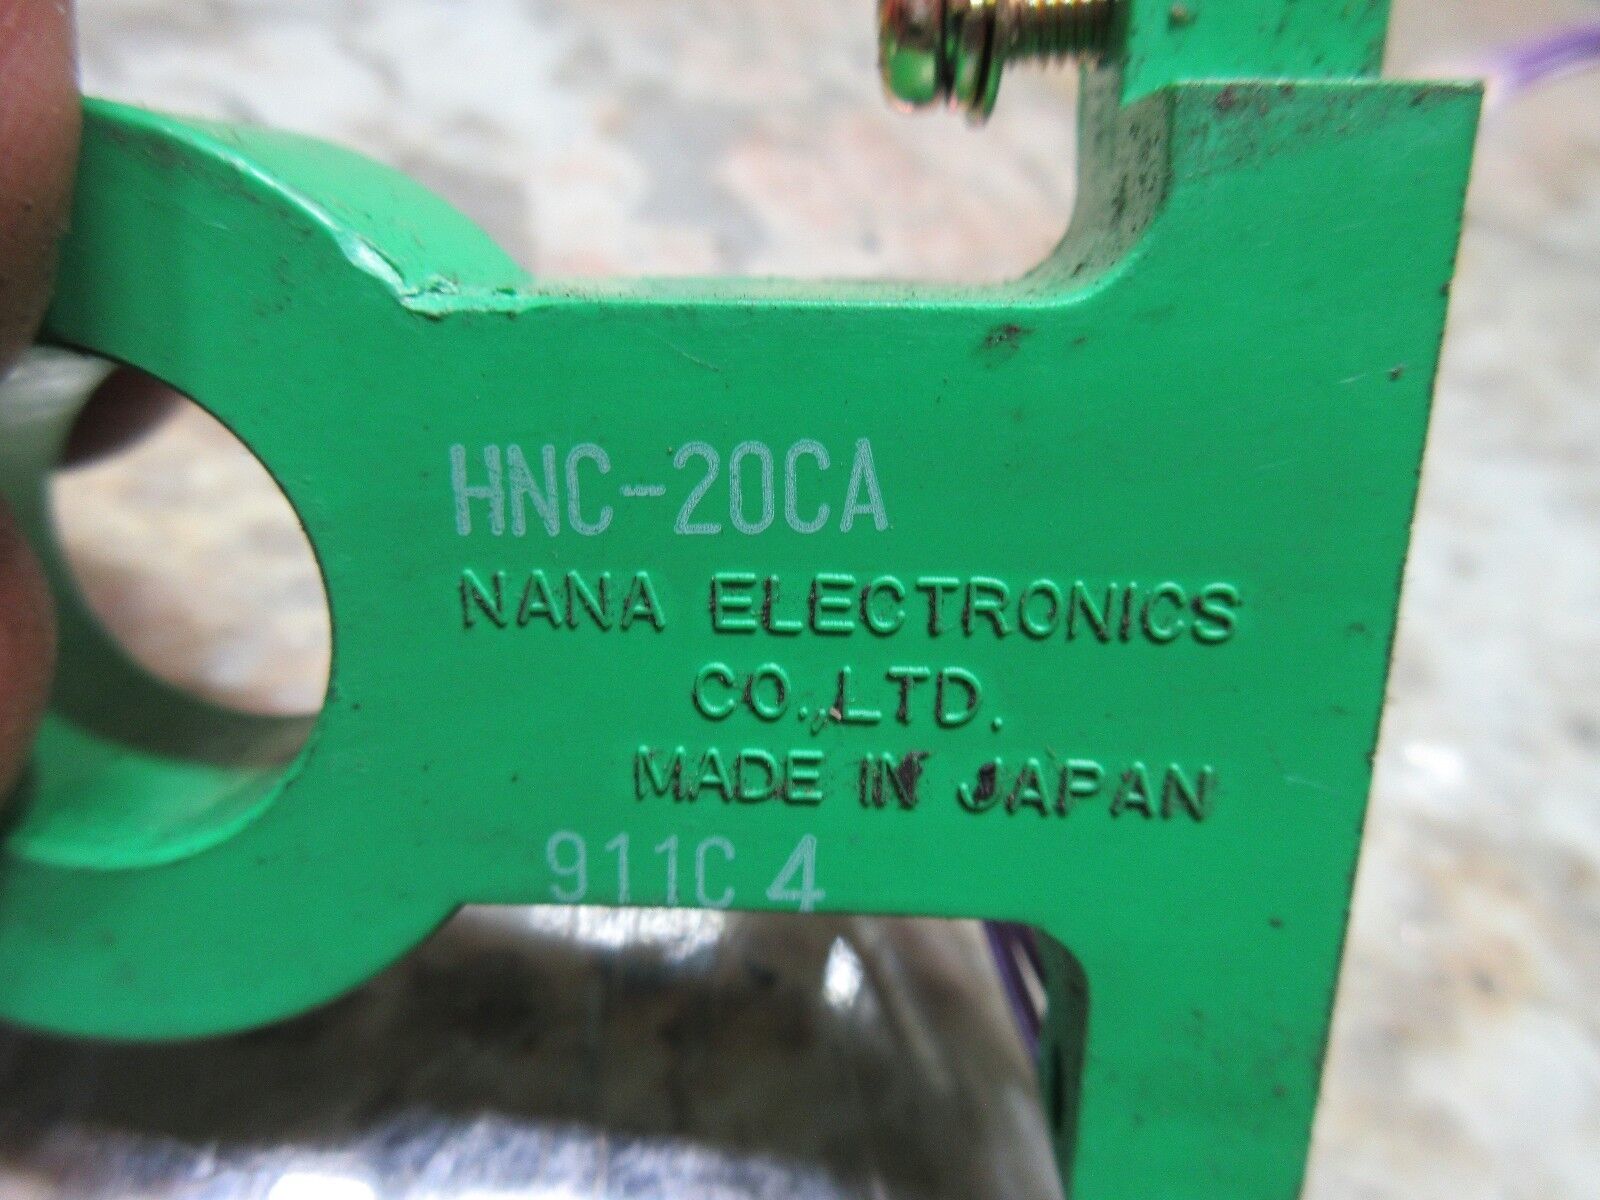 HNC-20CA
NANA ELECTRONICS
CO.,LTD.
MADE IN JAPAN
911C 4